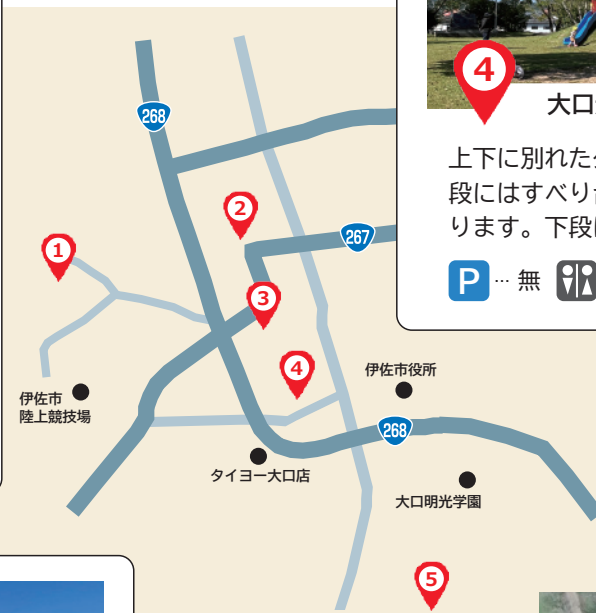 4
大口
上下に別れた
段にはすべり
ります。下段
P … 無
268
2
267
1
3
4
伊佐市役所
伊佐市
陸上競技場
268
タイヨー大口店
大口明光学園
5